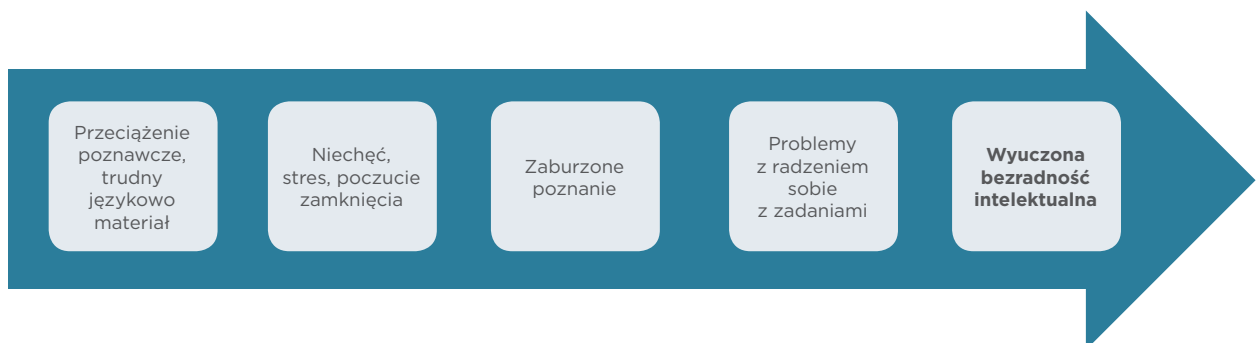 Przeciążenie
poznawcze,
trudny
językowo
materiał
Niechęć,
stres, poczucie
zamknięcia
Zaburzone
poznanie
Problemy
z radzeniem
sobie
z zadaniami
Wyuczona
bezradność
intelektualna